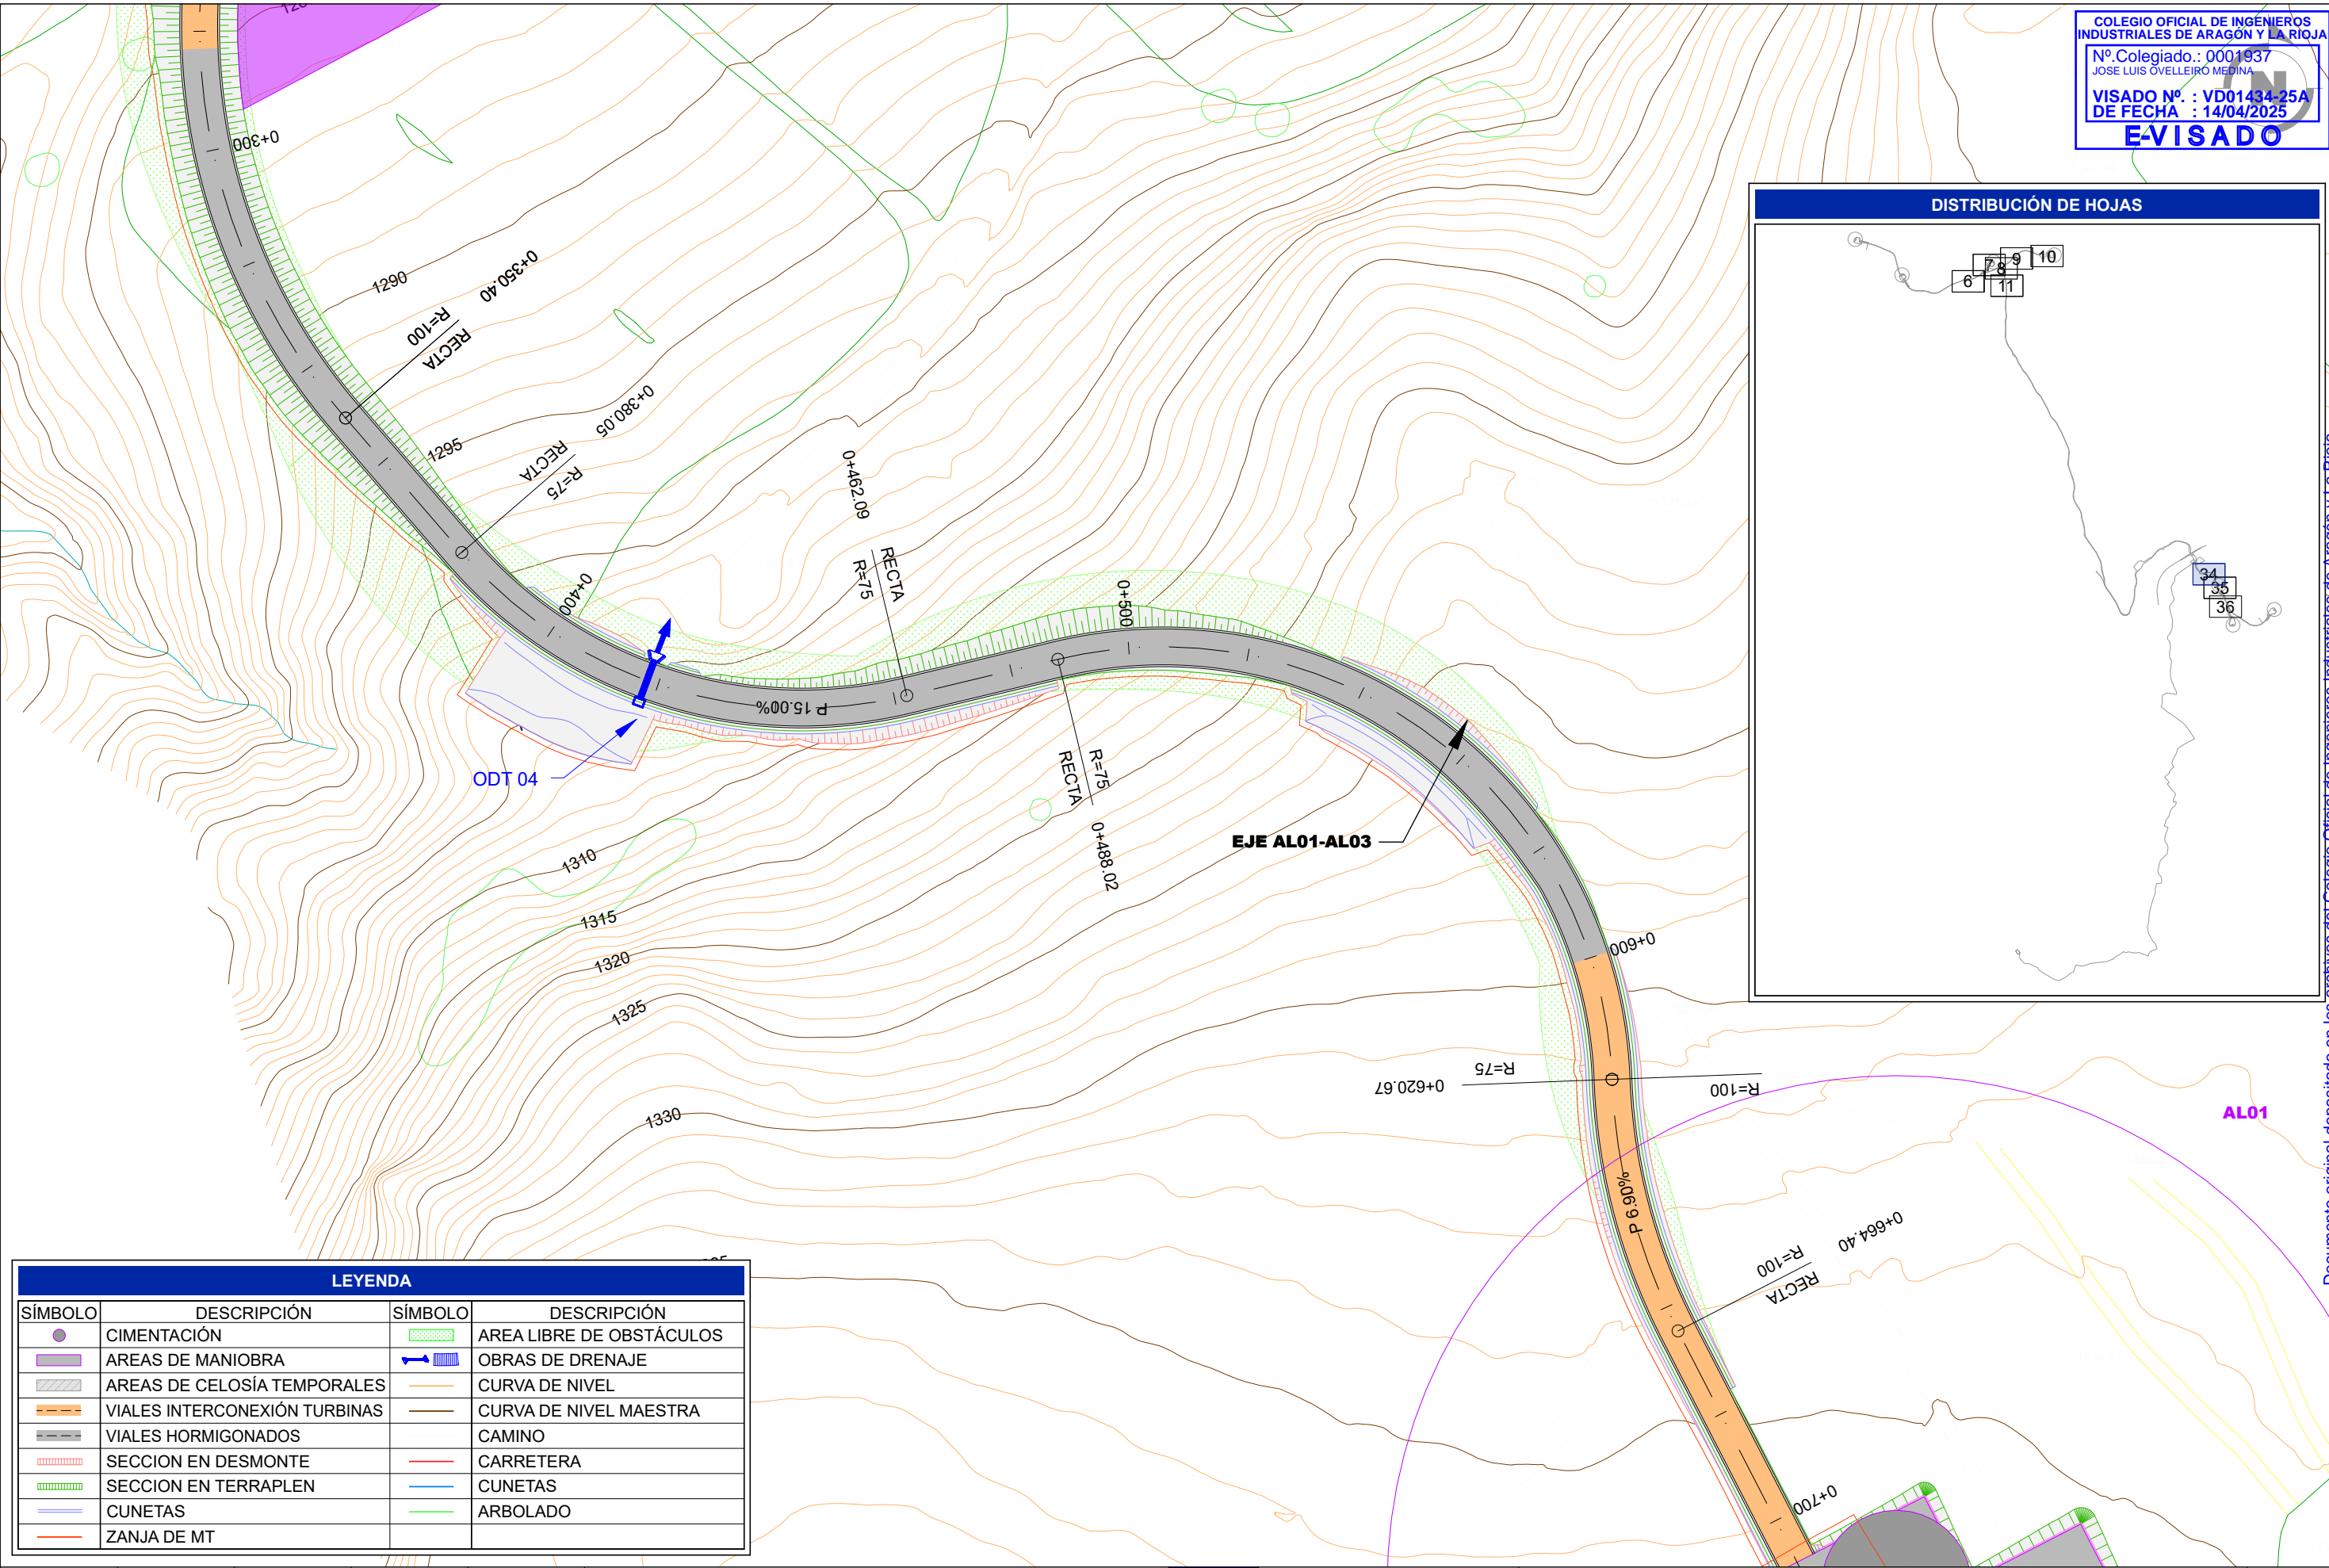 COLEGIO OFICIAL DE INGENIEROS
INDUSTRIALES DE ARAGÓN Y LA RIOJA
Nº.Colegiado.: 0001937
JOSE LUIS OVELLEIRO MEDINA
VISADO Nº. : VD01434-25A
DE FECHA : 14/04/2025
E-VISADO
N
DISTRIBUCIÓN DE HOJAS
6
7
8
9
10
11
34
35
36
0+300
1290
0+350.40
R=100
RECTA
1295
0+380.05
RECTA
R=75
0+400
0+462.09
RECTA
R=75
P 15.00%
ODT 04
0+500
R=75
RECTA
0+488.02
EJE AL01-AL03
1310
1315
1320
1325
1330
0+600
0+620.67
R=75
R=100
AL01
P 6.90%
0+664.40
R=100
RECTA
0+700
LEYENDA
SÍMBOLO DESCRIPCIÓN SÍMBOLO DESCRIPCIÓN
CIMENTACIÓN AREA LIBRE DE OBSTÁCULOS
AREAS DE MANIOBRA OBRAS DE DRENAJE
AREAS DE CELOSÍA TEMPORALES CURVA DE NIVEL
VIALES INTERCONEXIÓN TURBINAS CURVA DE NIVEL MAESTRA
VIALES HORMIGONADOS CAMINO
SECCION EN DESMONTE CARRETERA
SECCION EN TERRAPLEN CUNETAS
CUNETAS ARBOLADO
ZANJA DE MT